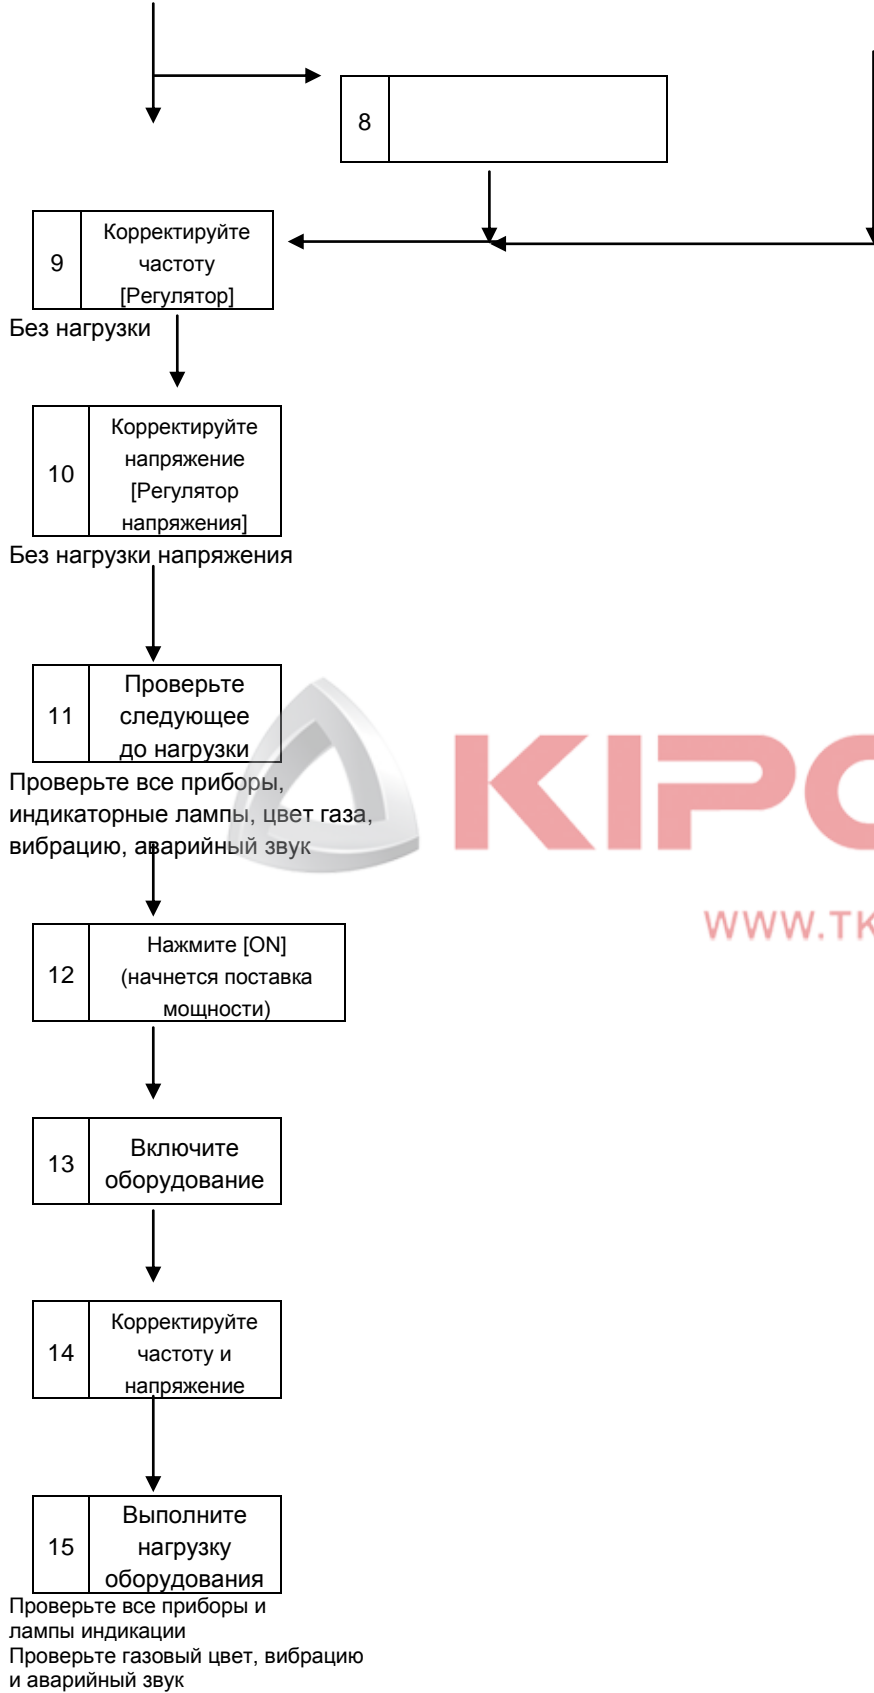 8
9
Корректируйте
частоту
[Регулятор]
Без нагрузки
10
Корректируйте
напряжение
[Регулятор
напряжения]
Без нагрузки напряжения
11
Проверьте
следующее
до нагрузки
Проверьте все приборы,
индикаторные лампы, цвет газа,
вибрацию, аварийный звук
KIPO
WWW.TK
12
Нажмите [ON]
(начнется поставка
мощности)
13
Включите
оборудование
14
Корректируйте
частоту и
напряжение
15
Выполните
нагрузку
оборудования
Проверьте все приборы и
лампы индикации
Проверьте газовый цвет, вибрацию
и аварийный звук